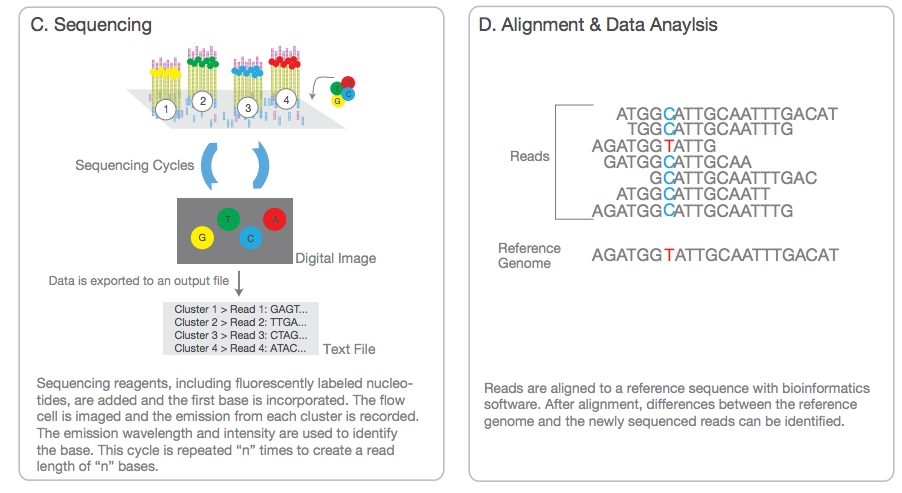 C. Sequencing
1
2
3
4
T
A
G
G
Sequencing Cycles
T
A
G
C
Digital Image
Data is exported to an output file
Cluster 1 > Read 1: GAGT...
Cluster 2 > Read 2: TTGA...
Cluster 3 > Read 3: CTAG...
Cluster 4 > Read 4: ATAC...
Text File
Sequencing reagents, including fluorescently labeled nucleo-
tides, are added and the first base is incorporated. The flow
cell is imaged and the emission from each cluster is recorded.
The emission wavelength and intensity are used to identify
the base. This cycle is repeated “n” times to create a read
length of “n” bases.
D. Alignment & Data Anaylsis
Reads
ATGGCATTGCAATTTGACAT
TGGCATTGCAATTTG
AGATGGTATTG
GATGGCATTGCAA
GCATTGCAATTTGAC
ATGGCATTGCAATT
AGATGGCATTGCAATTTG
Reference
Genome
AGATGGTATTGCAATTTGACAT
Reads are aligned to a reference sequence with bioinformatics
software. After alignment, differences between the reference
genome and the newly sequenced reads can be identified.